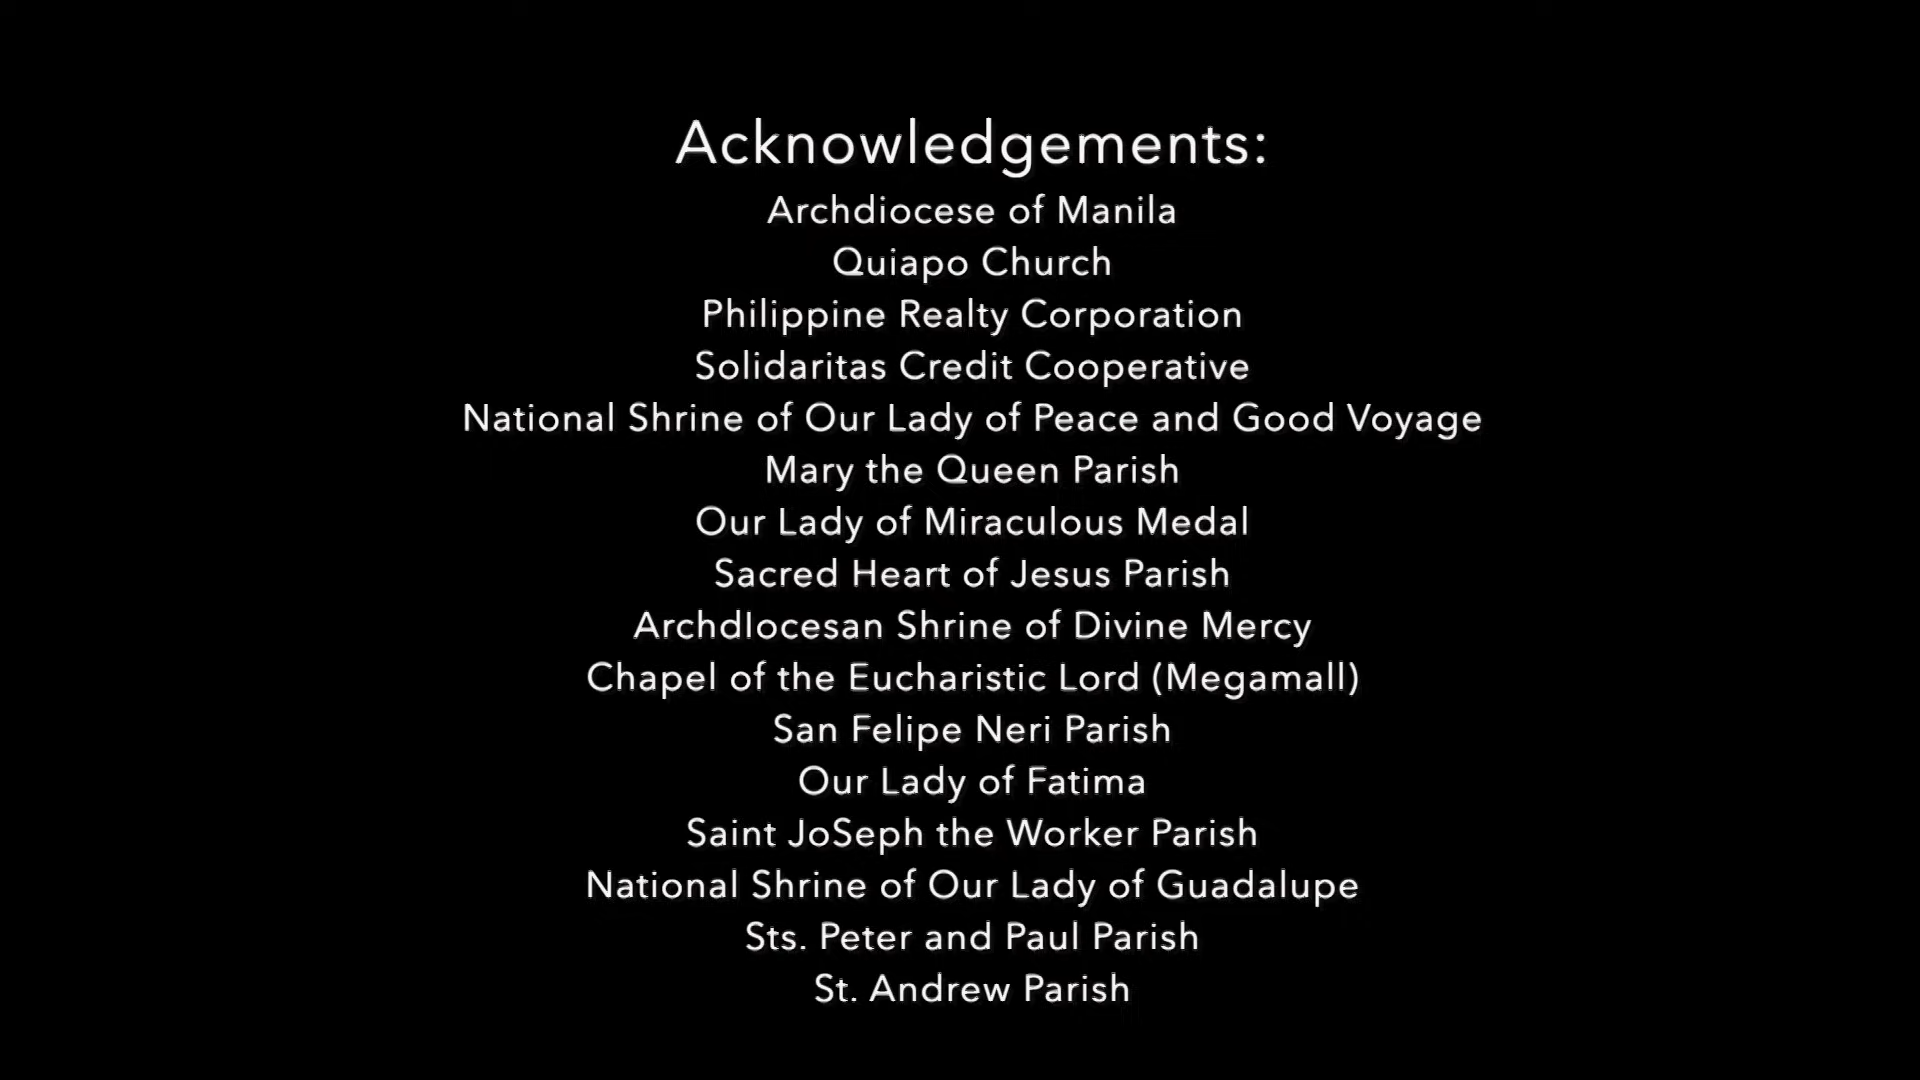 Acknowledgements:
Archdiocese of Manila
Quiapo Church
Philippine Realty Corporation
Solidaritas Credit Cooperative
National Shrine of Our Lady of Peace and Good Voyage
Mary the Queen Parish
Our Lady of Miraculous Medal
Sacred Heart of Jesus Parish
ArchdIocesan Shrine of Divine Mercy
Chapel of the Eucharistic Lord (Megamall)
San Felipe Neri Parish
Our Lady of Fatima
Saint JoSeph the Worker Parish
National Shrine of Our Lady of Guadalupe
Sts. Peter and Paul Parish
St. Andrew Parish